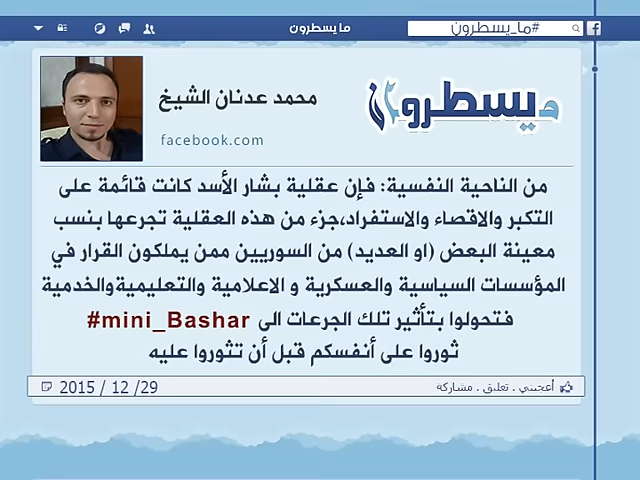 ما يسطرون
#ما_يسطرون
محمد عدنان الشيخ
ما يسطرون
facebook.com
من الناحية النفسية: فإن عقلية بشار الأسد كانت قائمة على
التكبر والاقصاء والاستفراد،جزء من هذه العقلية تجرعها بنسب
معينة البعض (او العديد) من السوريين ممن يملكون القرار في
المؤسسات السياسية والعسكرية و الاعلامية والتعليميةوالخدمية
فتحولوا بتأثير تلك الجرعات الى #mini_Bashar
ثوروا على أنفسكم قبل أن تثوروا عليه
2015 / 12 /29
أعجبني . تعليق . مشاركه